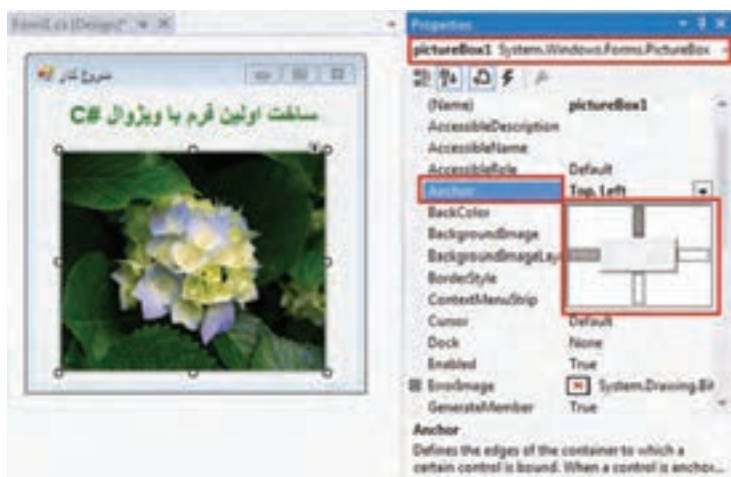 Form1.cs [Design]*
شروع کار
ساخت اولین فرم با ویژوال C#
Properties
pictureBox1 System.Windows.Forms.PictureBox
(Name) pictureBox1
AccessibleDescription
AccessibleName
AccessibleRole Default
Anchor Top, Left
BackColor
BackgroundImage
BackgroundImageLay
BorderStyle
ContextMenuStrip
Cursor Default
Dock None
Enabled True
ErrorImage System.Drawing.Bit
GenerateMember True
Anchor
Defines the edges of the container to which a
certain control is bound. When a control is anchor...